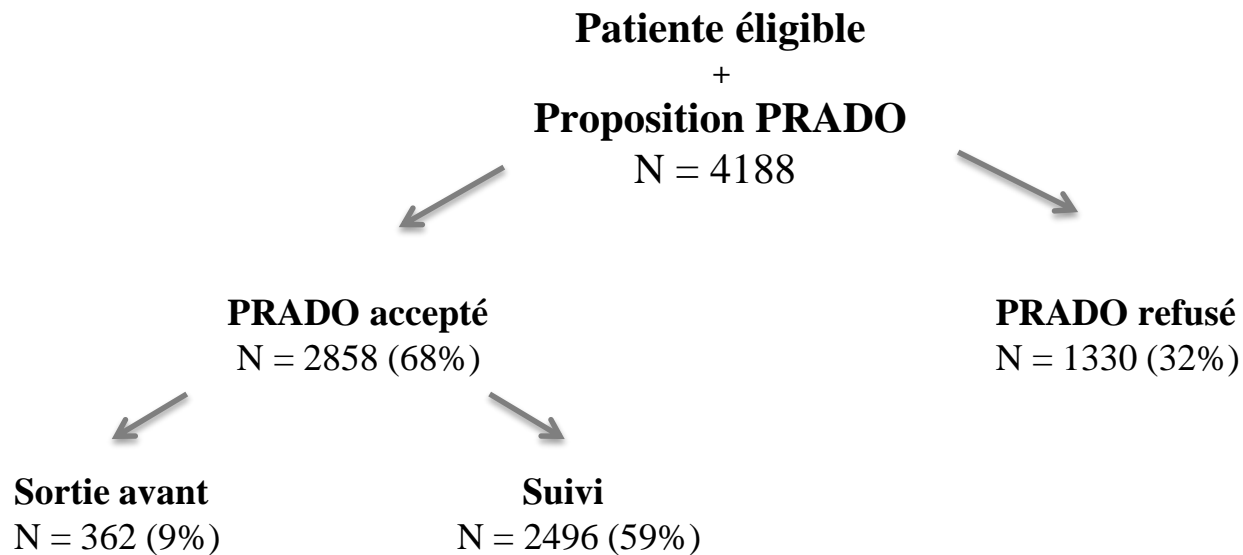 Patiente éligible
+
Proposition PRADO
N = 4188
PRADO accepté
N = 2858 (68%)
PRADO refusé
N = 1330 (32%)
Sortie avant
N = 362 (9%)
Suivi
N = 2496 (59%)